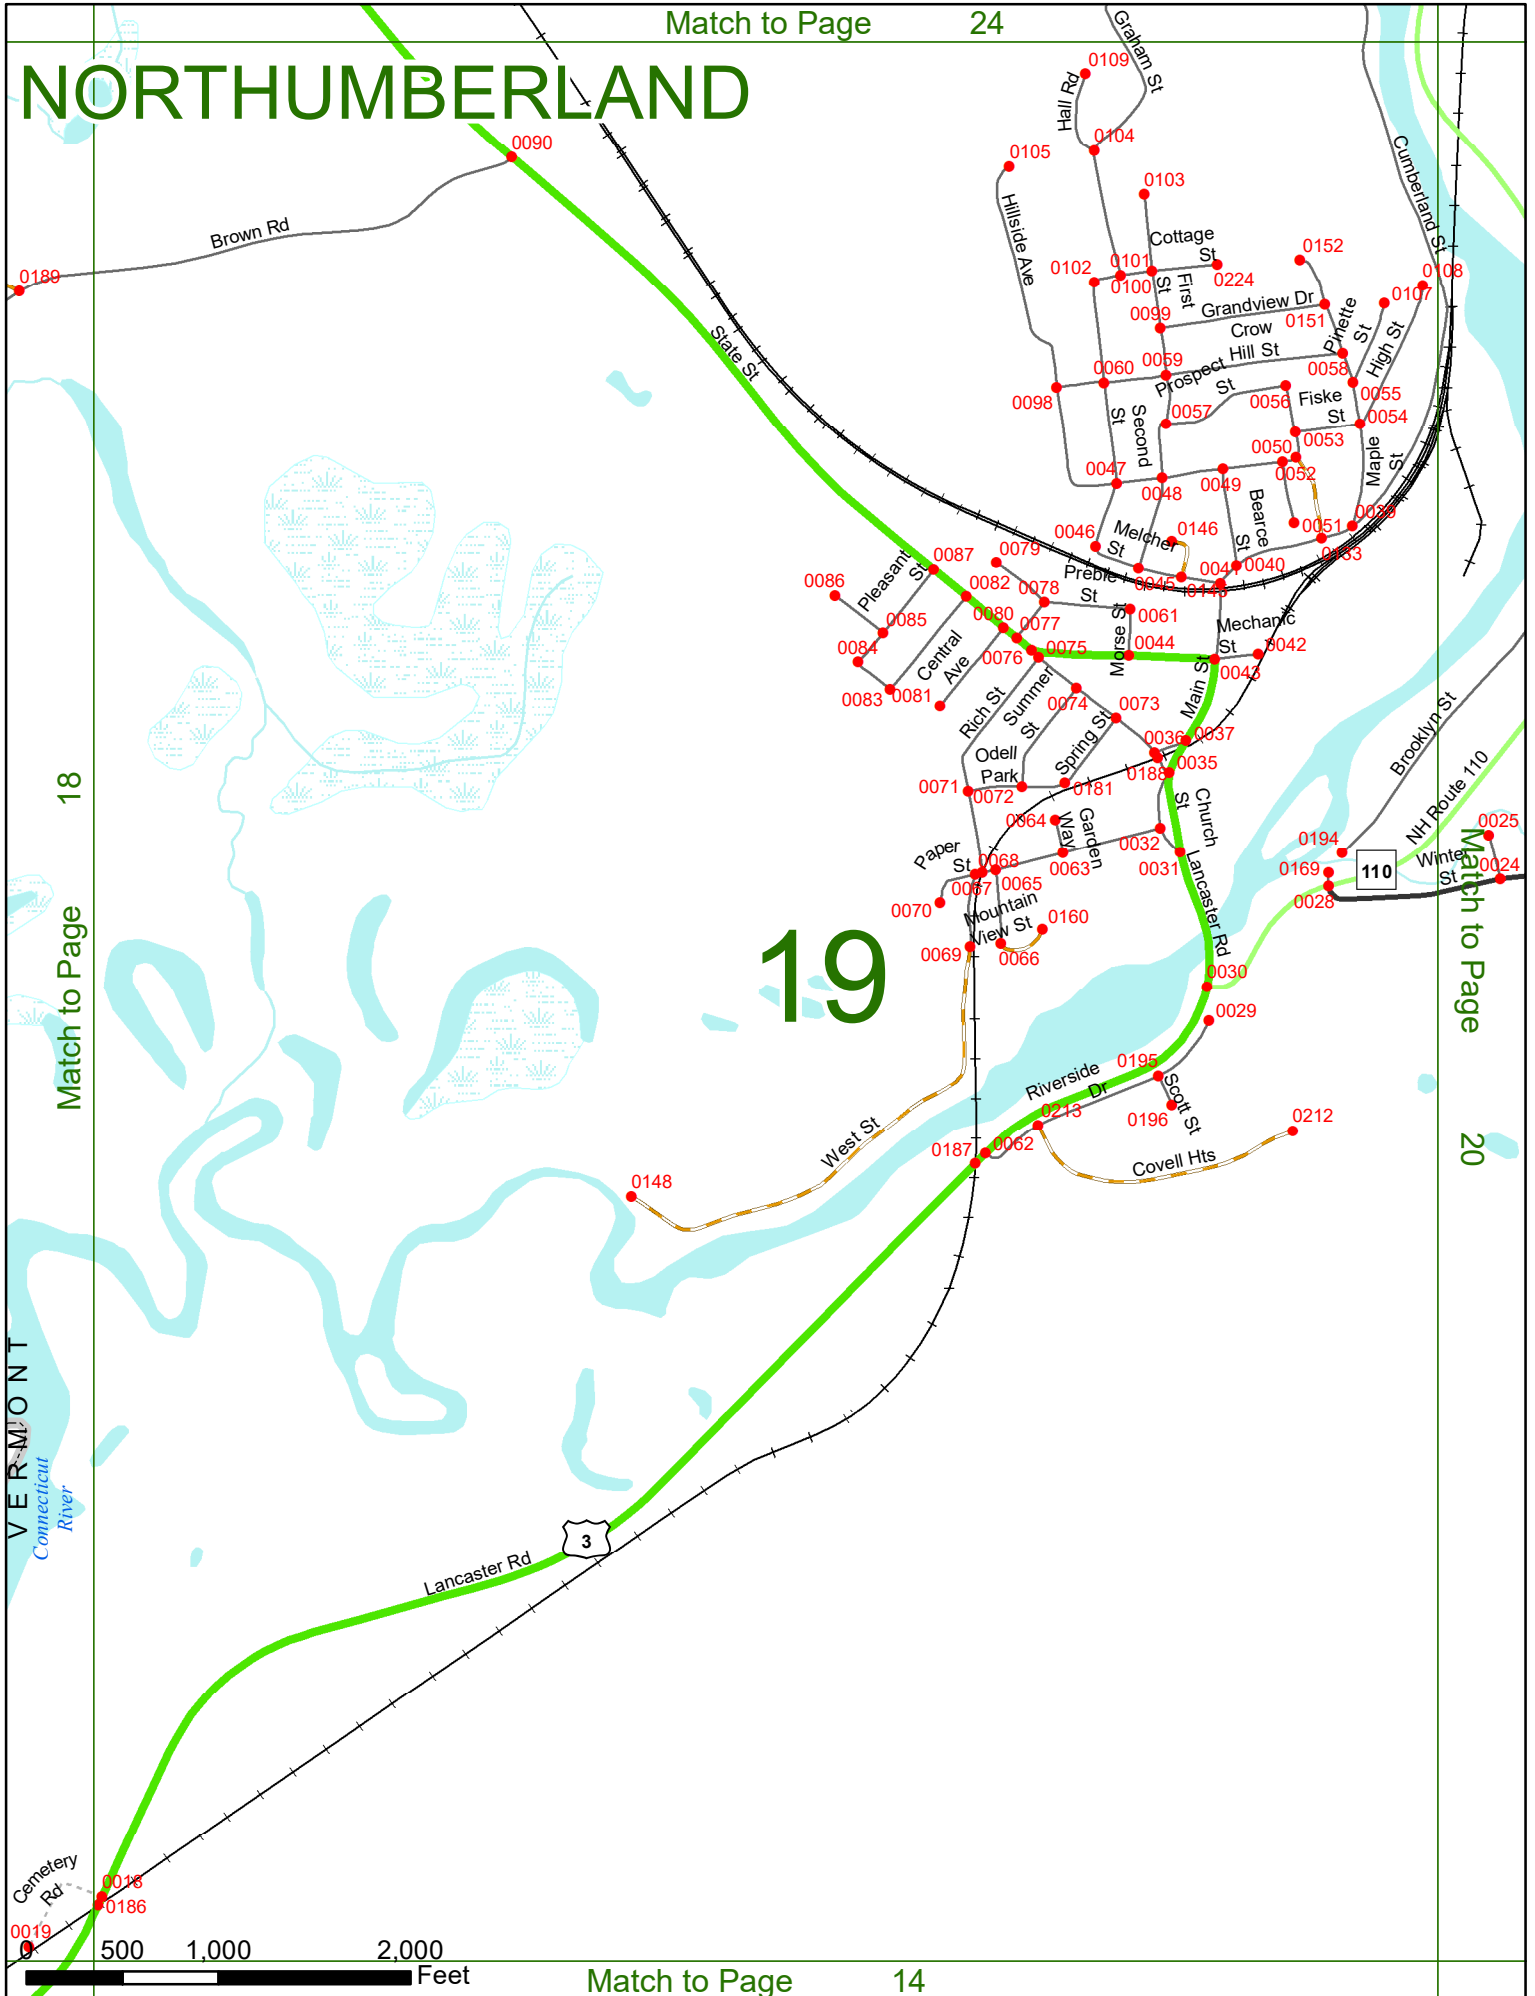 Match to Page 24
NORTHUMBERLAND
Graham St
0109
Hall Rd
0104
0090
0105
0103
Cumberland St
Brown Rd
Hillside Ave
Cottage
St
0152
0189
0102
0101
0100
0224
0108
0107
First
St
Grandview Dr
0099
0151
Pinette
St
High St
State St
Crow
Hill St
0059
0060
0058
Prospect
St
0098
0056
0055
Fiske
St
0054
0057
Second
St
0053
0050
0052
Maple
St
0047
0048
0049
Bearce
St
0051
0039
0046
Melcher
St
0146
0033
0079
0040
Pleasant
St
0087
0082
0078
Preble
St
0045
0086
0061
0080
0077
Morse St
Mechanic
St
0085
0044
0042
0084
Central
Ave
0076
0075
0043
0083
0081
Rich St
Summer
St
0074
0073
Main St
Brooklyn St
Spring St
0036
0037
Odell
Park
0188
0035
NH Route 110
18
0071
0072
0181
Church
St
0064
Garden
Way
0032
0194
0025
Paper
St
0068
0063
0031
0169
110
Winter
St
0024
0067
0065
0028
Lancaster Rd
0070
Mountain
View St
0160
Match to Page
Match to Page
19
0069
0066
0030
0029
0195
Riverside
Dr
Scott St
0213
0196
0212
West St
0187
0062
Covell Hts
20
0148
VERMONT
Connecticut
River
3
Lancaster Rd
Cemetery
Rd
0018
0186
0019
0 500 1,000 2,000
Feet
Match to Page 14